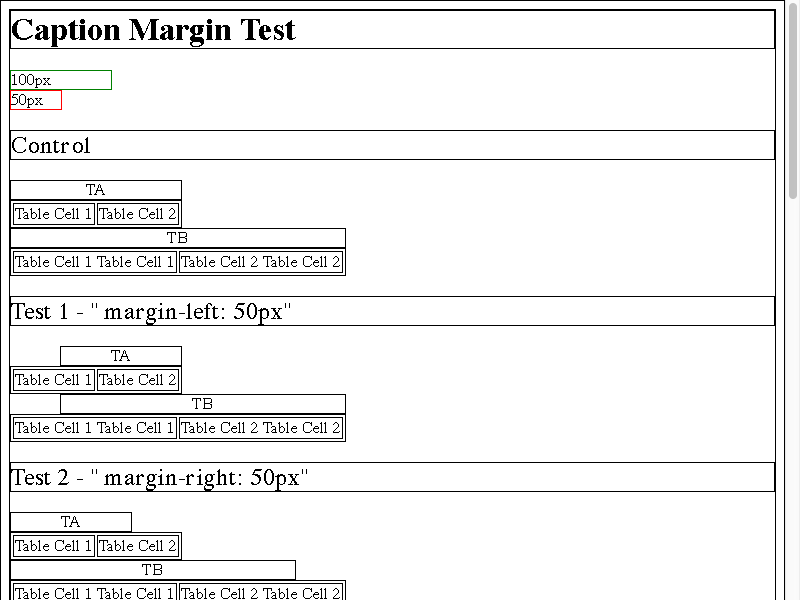 Caption Margin Test
100px
50px
Control
TA
Table Cell 1 Table Cell 2
TB
Table Cell 1 Table Cell 1 Table Cell 2 Table Cell 2
Test 1 - "margin-left: 50px"
TA
Table Cell 1 Table Cell 2
TB
Table Cell 1 Table Cell 1 Table Cell 2 Table Cell 2
Test 2 - "margin-right: 50px"
TA
Table Cell 1 Table Cell 2
TB
Table Cell 1 Table Cell 1 Table Cell 2 Table Cell 2